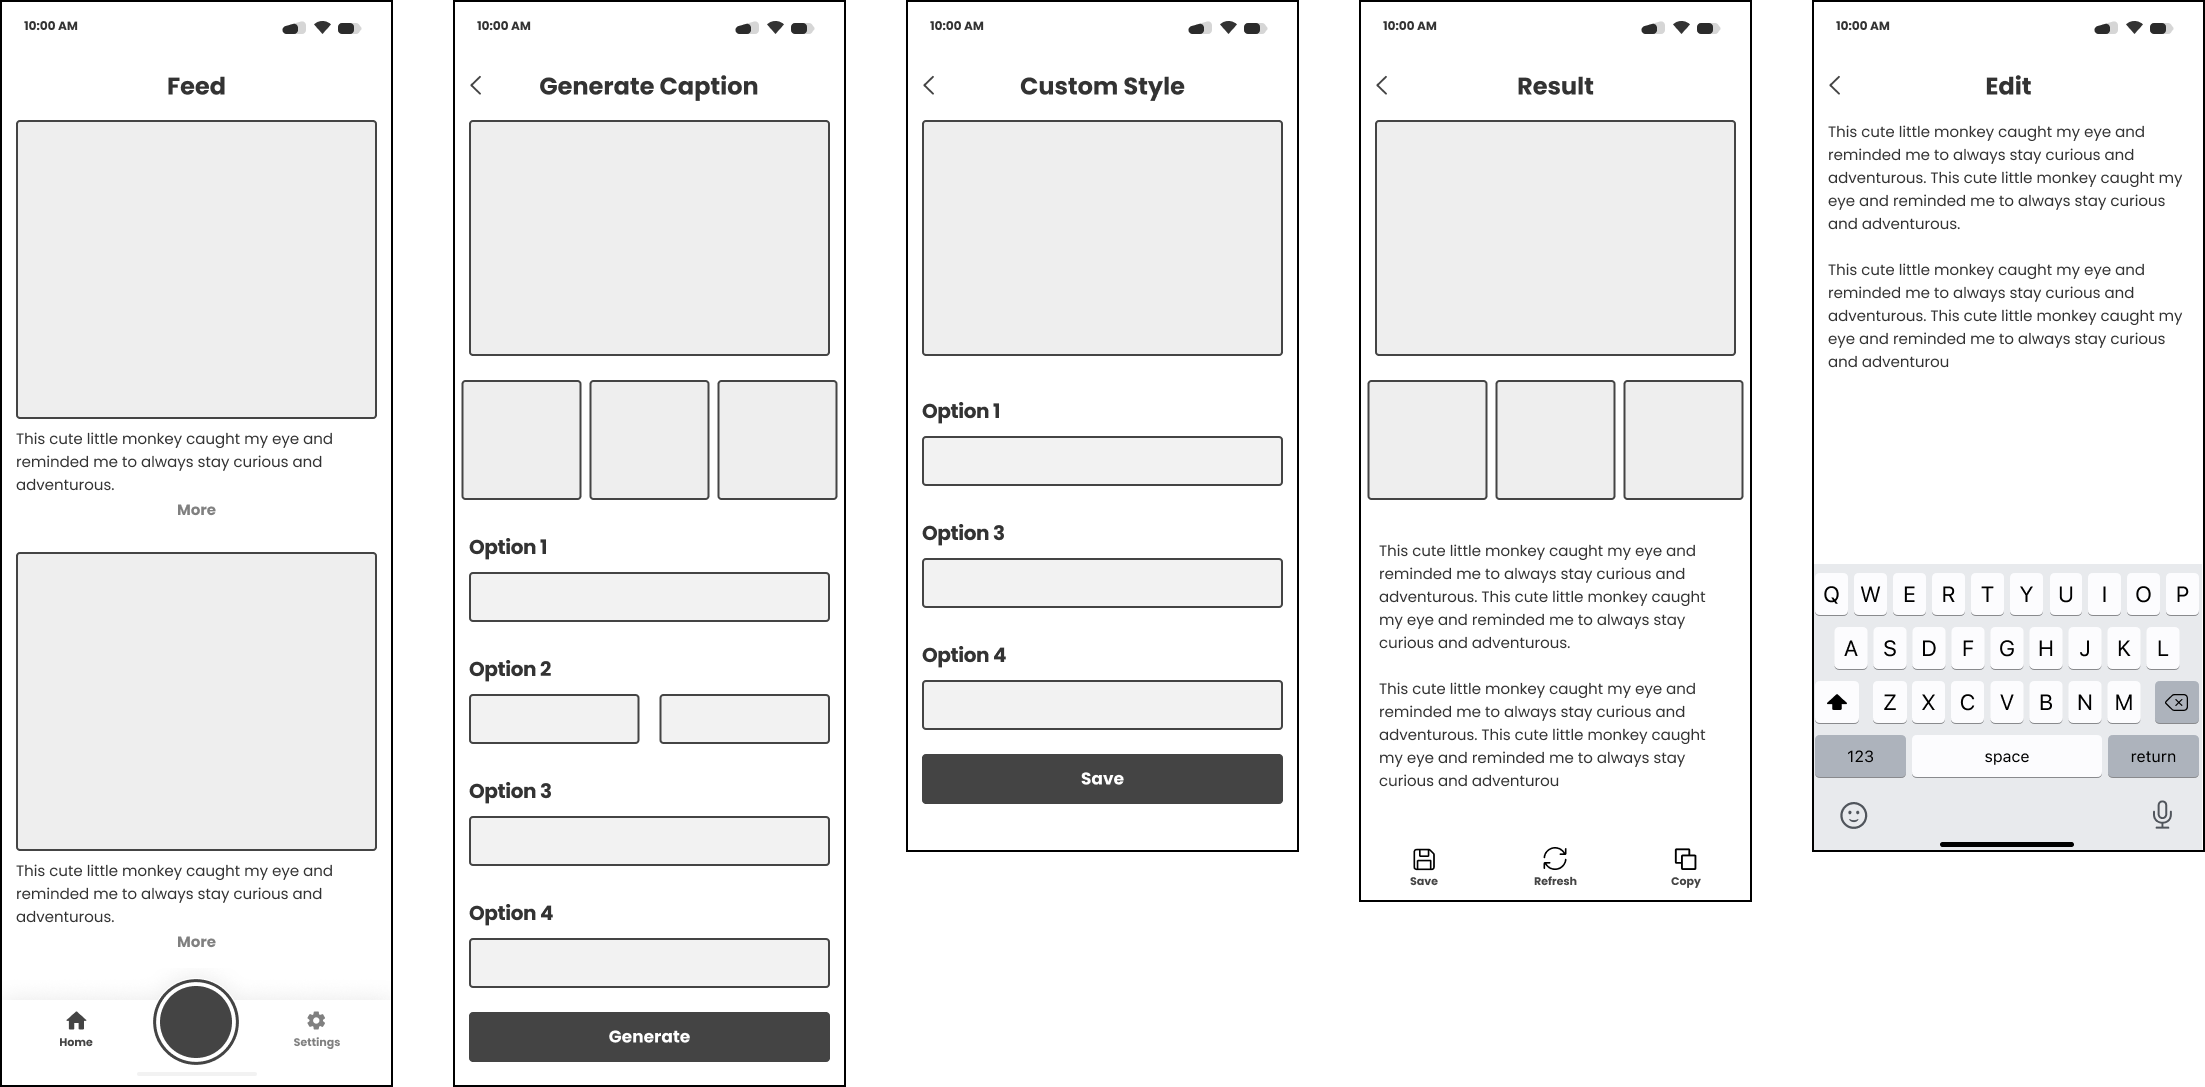 10:00 AM
Feed
This cute little monkey caught my eye and
reminded me to always stay curious and
adventurous.
More
This cute little monkey caught my eye and
reminded me to always stay curious and
adventurous.
More
Home
Settings
10:00 AM
Generate Caption
Option 1
Option 2
Option 3
Option 4
Generate
10:00 AM
Custom Style
Option 1
Option 3
Option 4
Save
10:00 AM
Result
This cute little monkey caught my eye and
reminded me to always stay curious and
adventurous. This cute little monkey caught
my eye and reminded me to always stay
curious and adventurous.
This cute little monkey caught my eye and
reminded me to always stay curious and
adventurous. This cute little monkey caught
my eye and reminded me to always stay
curious and adventurou
Save
Refresh
Copy
10:00 AM
Edit
This cute little monkey caught my eye and
reminded me to always stay curious and
adventurous. This cute little monkey caught my
eye and reminded me to always stay curious
and adventurous.
This cute little monkey caught my eye and
reminded me to always stay curious and
adventurous. This cute little monkey caught my
eye and reminded me to always stay curious
and adventurou
Q W E R T Y U I O P
A S D F G H J K L
Z X C V B N M
123 space return